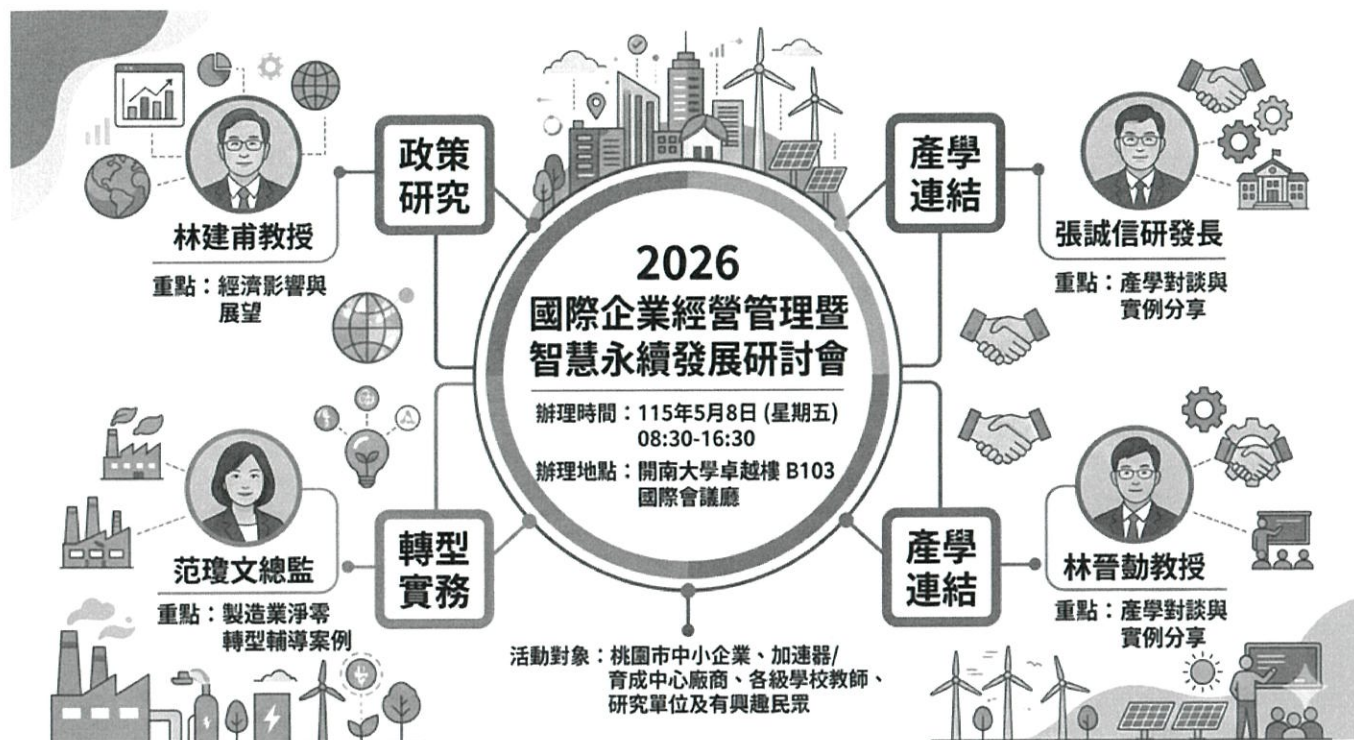 政策
研究
林建甫教授
重點：經濟影響與
展望
產學
連結
張誠信研發長
重點：產學對談與
實例分享
2026
國際企業經營管理暨
智慧永續發展研討會
辦理時間：115年5月8日 (星期五)
08:30-16:30
辦理地點：開南大學卓越樓 B103
國際會議廳
轉型
實務
范瓊文總監
重點：製造業淨零
轉型輔導案例
產學
連結
林晉勛教授
重點：產學對談與
實例分享
活動對象：桃園市中小企業、加速器/
育成中心廠商、各級學校教師、
研究單位及有興趣民眾